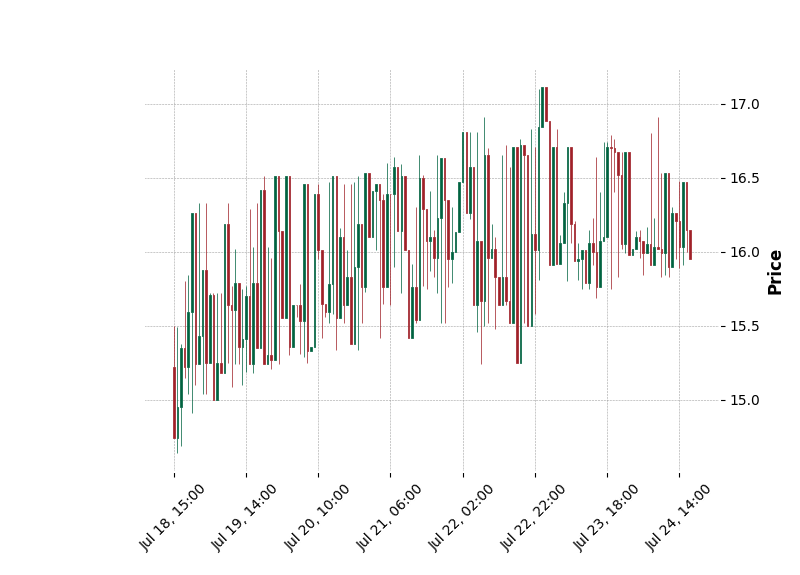 17.0
16.5
16.0
15.5
15.0
Price
Jul 18, 15:00
Jul 19, 14:00
Jul 20, 10:00
Jul 21, 06:00
Jul 22, 02:00
Jul 22, 22:00
Jul 23, 18:00
Jul 24, 14:00